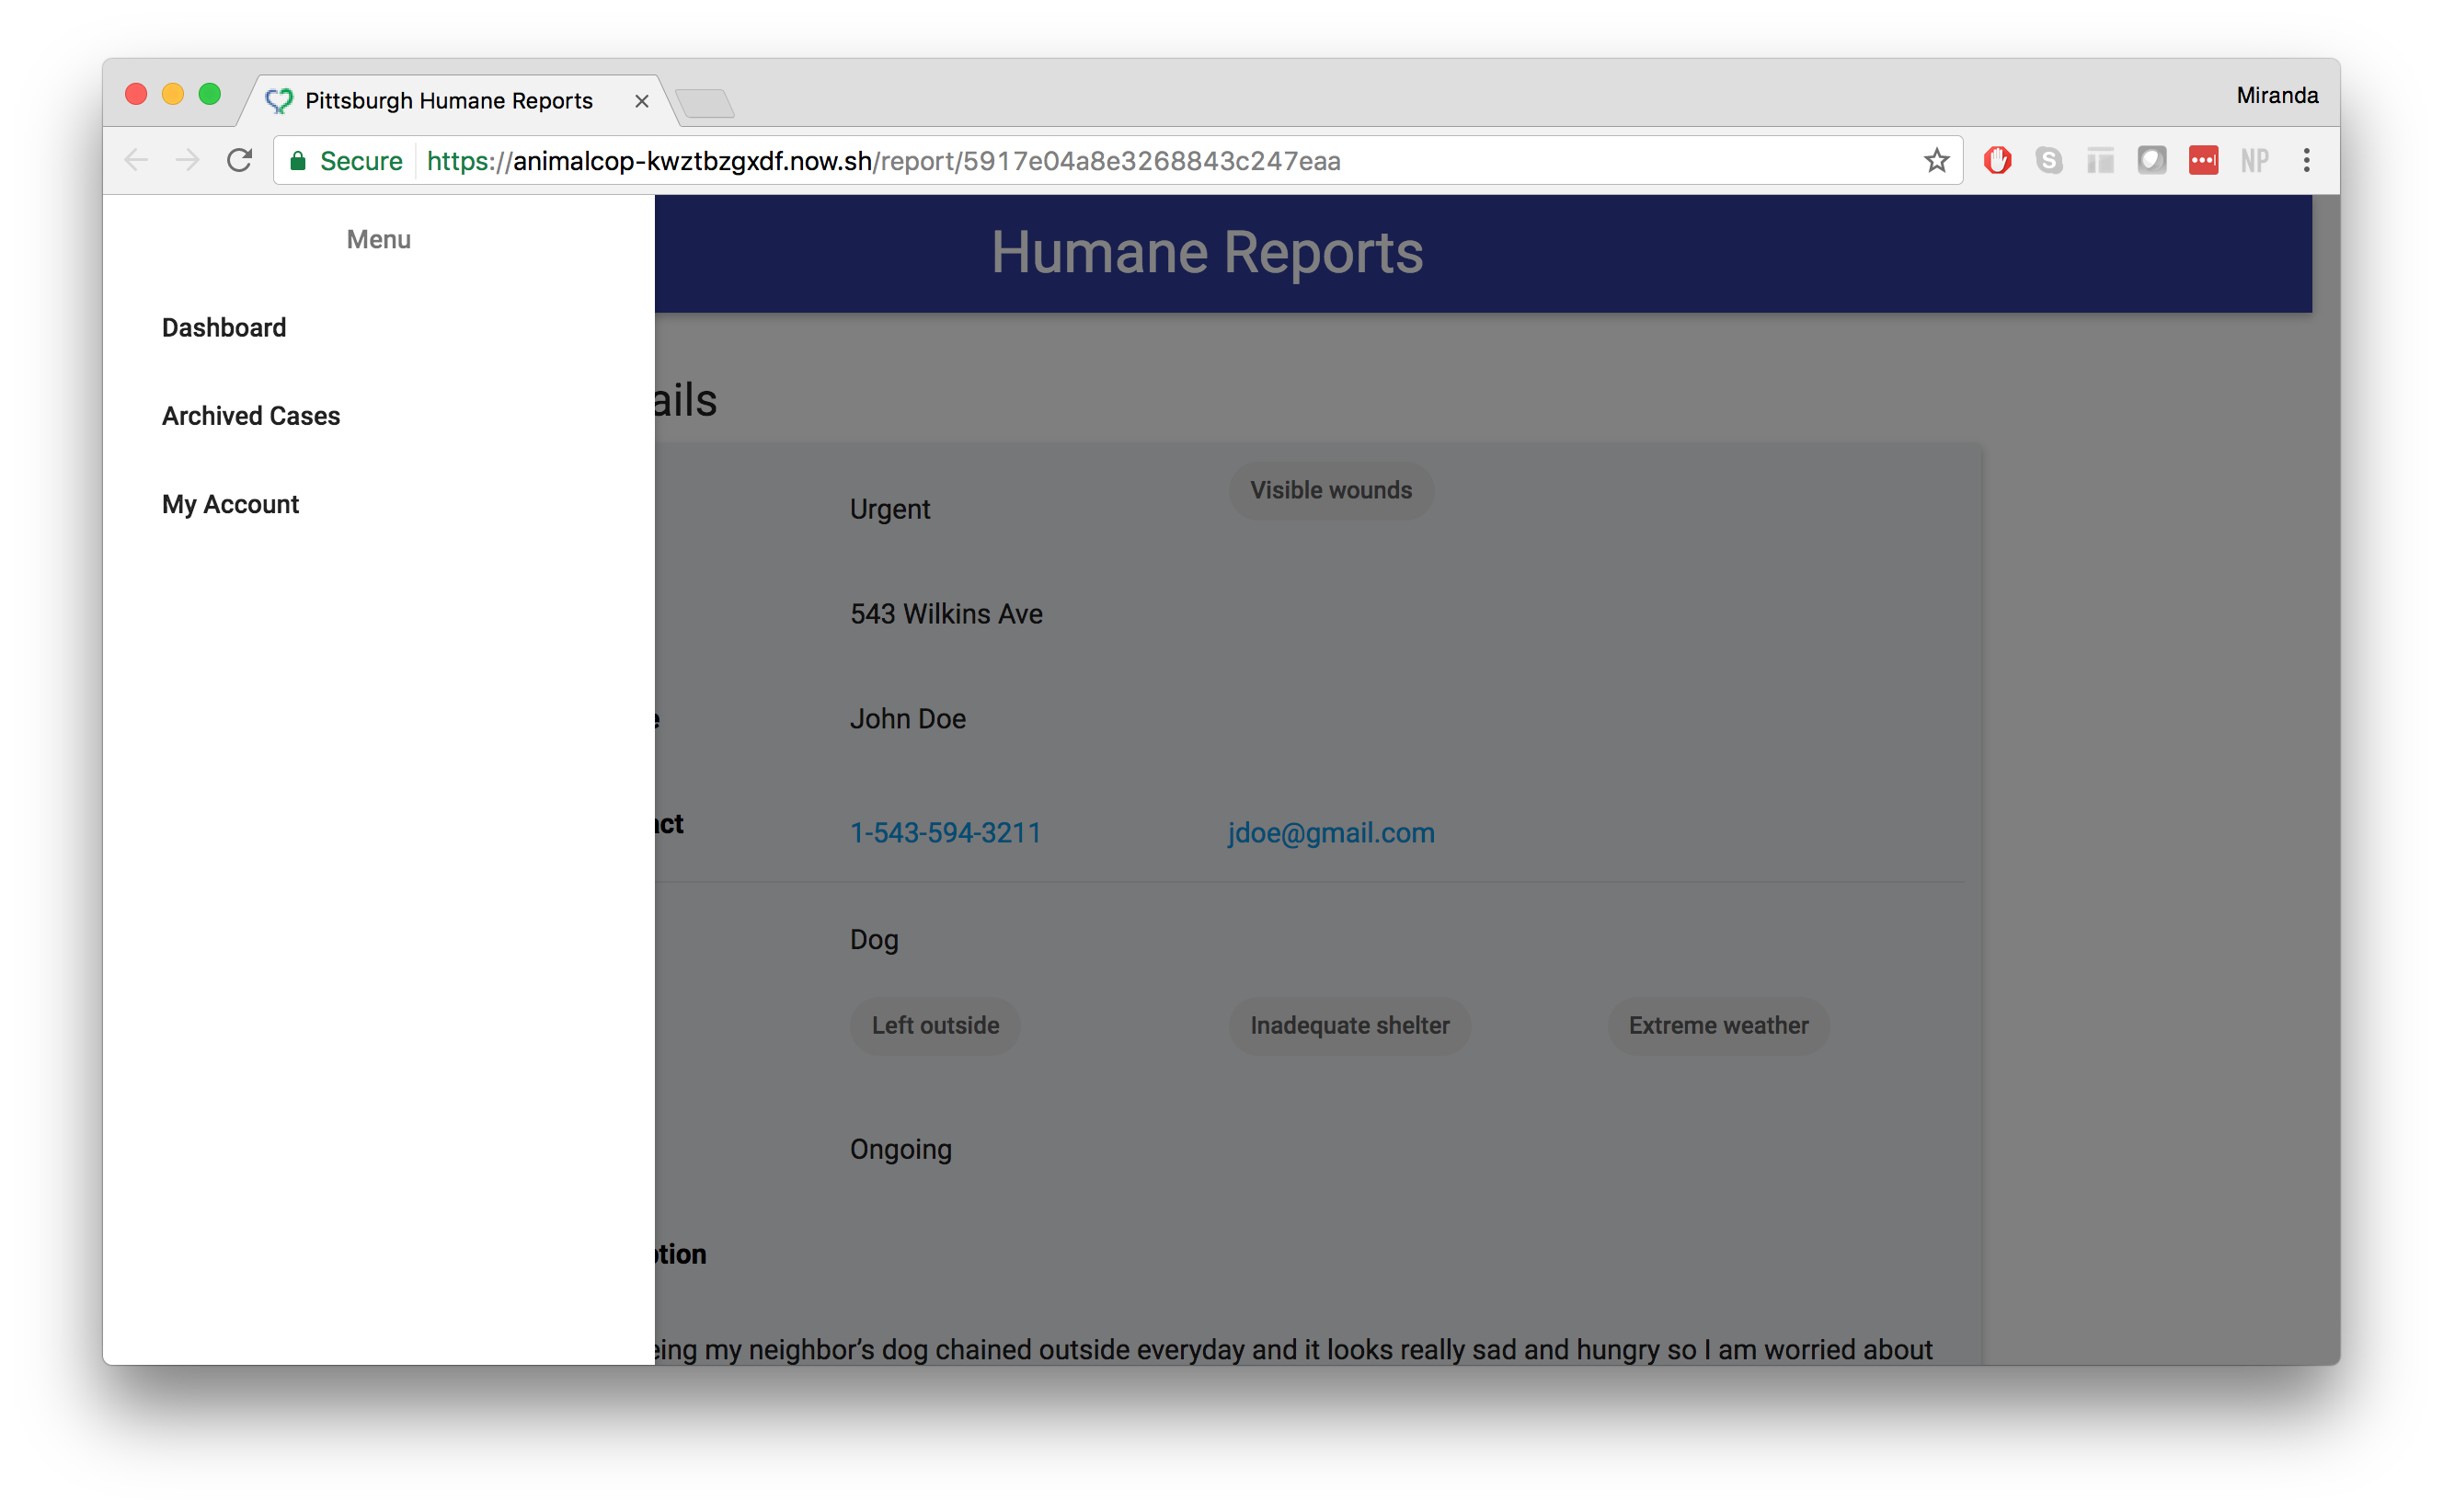 Pittsburgh Humane Reports
Miranda
Secure https://animalcop-kwztbzgxdf.now.sh/report/5917e04a8e3268843c247eaa
S NP
Menu
Dashboard
Archived Cases
My Account
Humane Reports
ails
Urgent Visible wounds
543 Wilkins Ave
John Doe
act 1-543-594-3211 jdoe@gmail.com
Dog
Left outside Inadequate shelter Extreme weather
Ongoing
tion
eing my neighbor’s dog chained outside everyday and it looks really sad and hungry so I am worried about